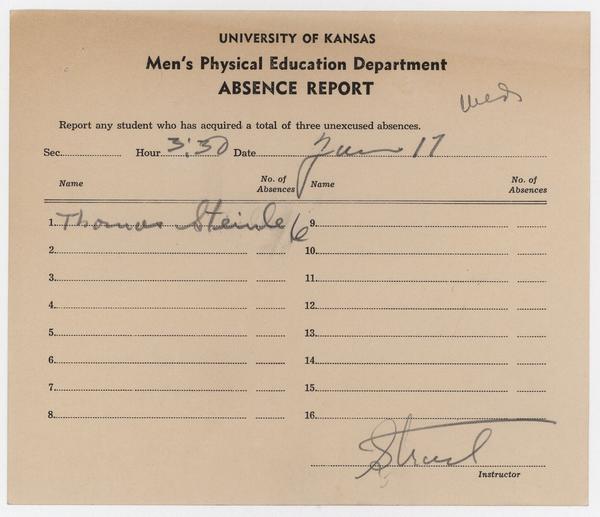 UNIVERSITY OF KANSAS
Men's Physical Education Department
ABSENCE REPORT
Weds
Report any student who has acquired a total of three unexcused absences.
Sec. Hour 3:30 Date 17
Name No. of Absences Name No. of Absences
1. Thomas Steinle 6 9.
2. 10.
3. 11.
4. 12.
5. 13.
6. 14.
7. 15.
8. 16.
Instructor